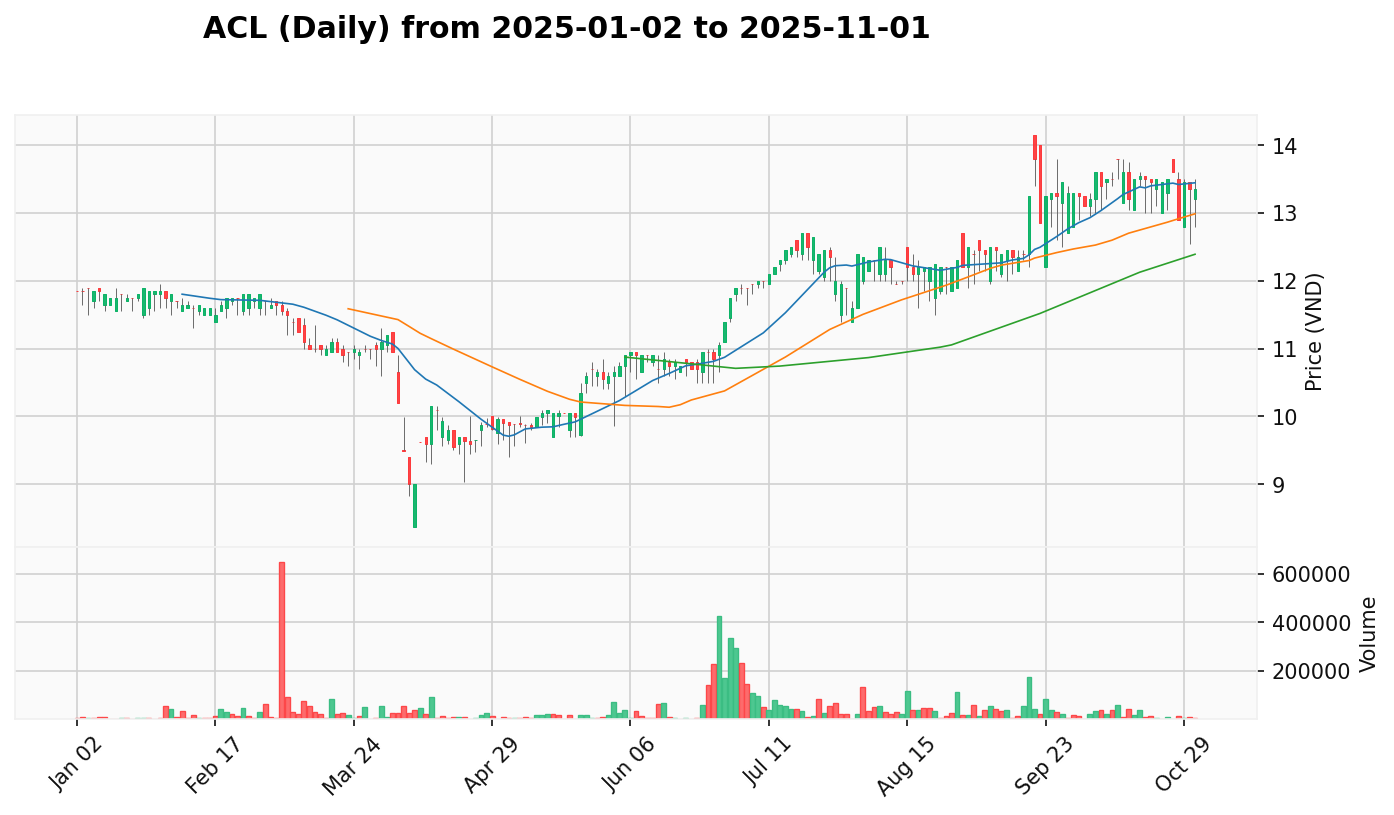 ACL (Daily) from 2025-01-02 to 2025-11-01
14
13
12
11
10
9
Price (VND)
600000
400000
200000
Volume
Jan 02
Feb 17
Mar 24
Apr 29
Jun 06
Jul 11
Aug 15
Sep 23
Oct 29